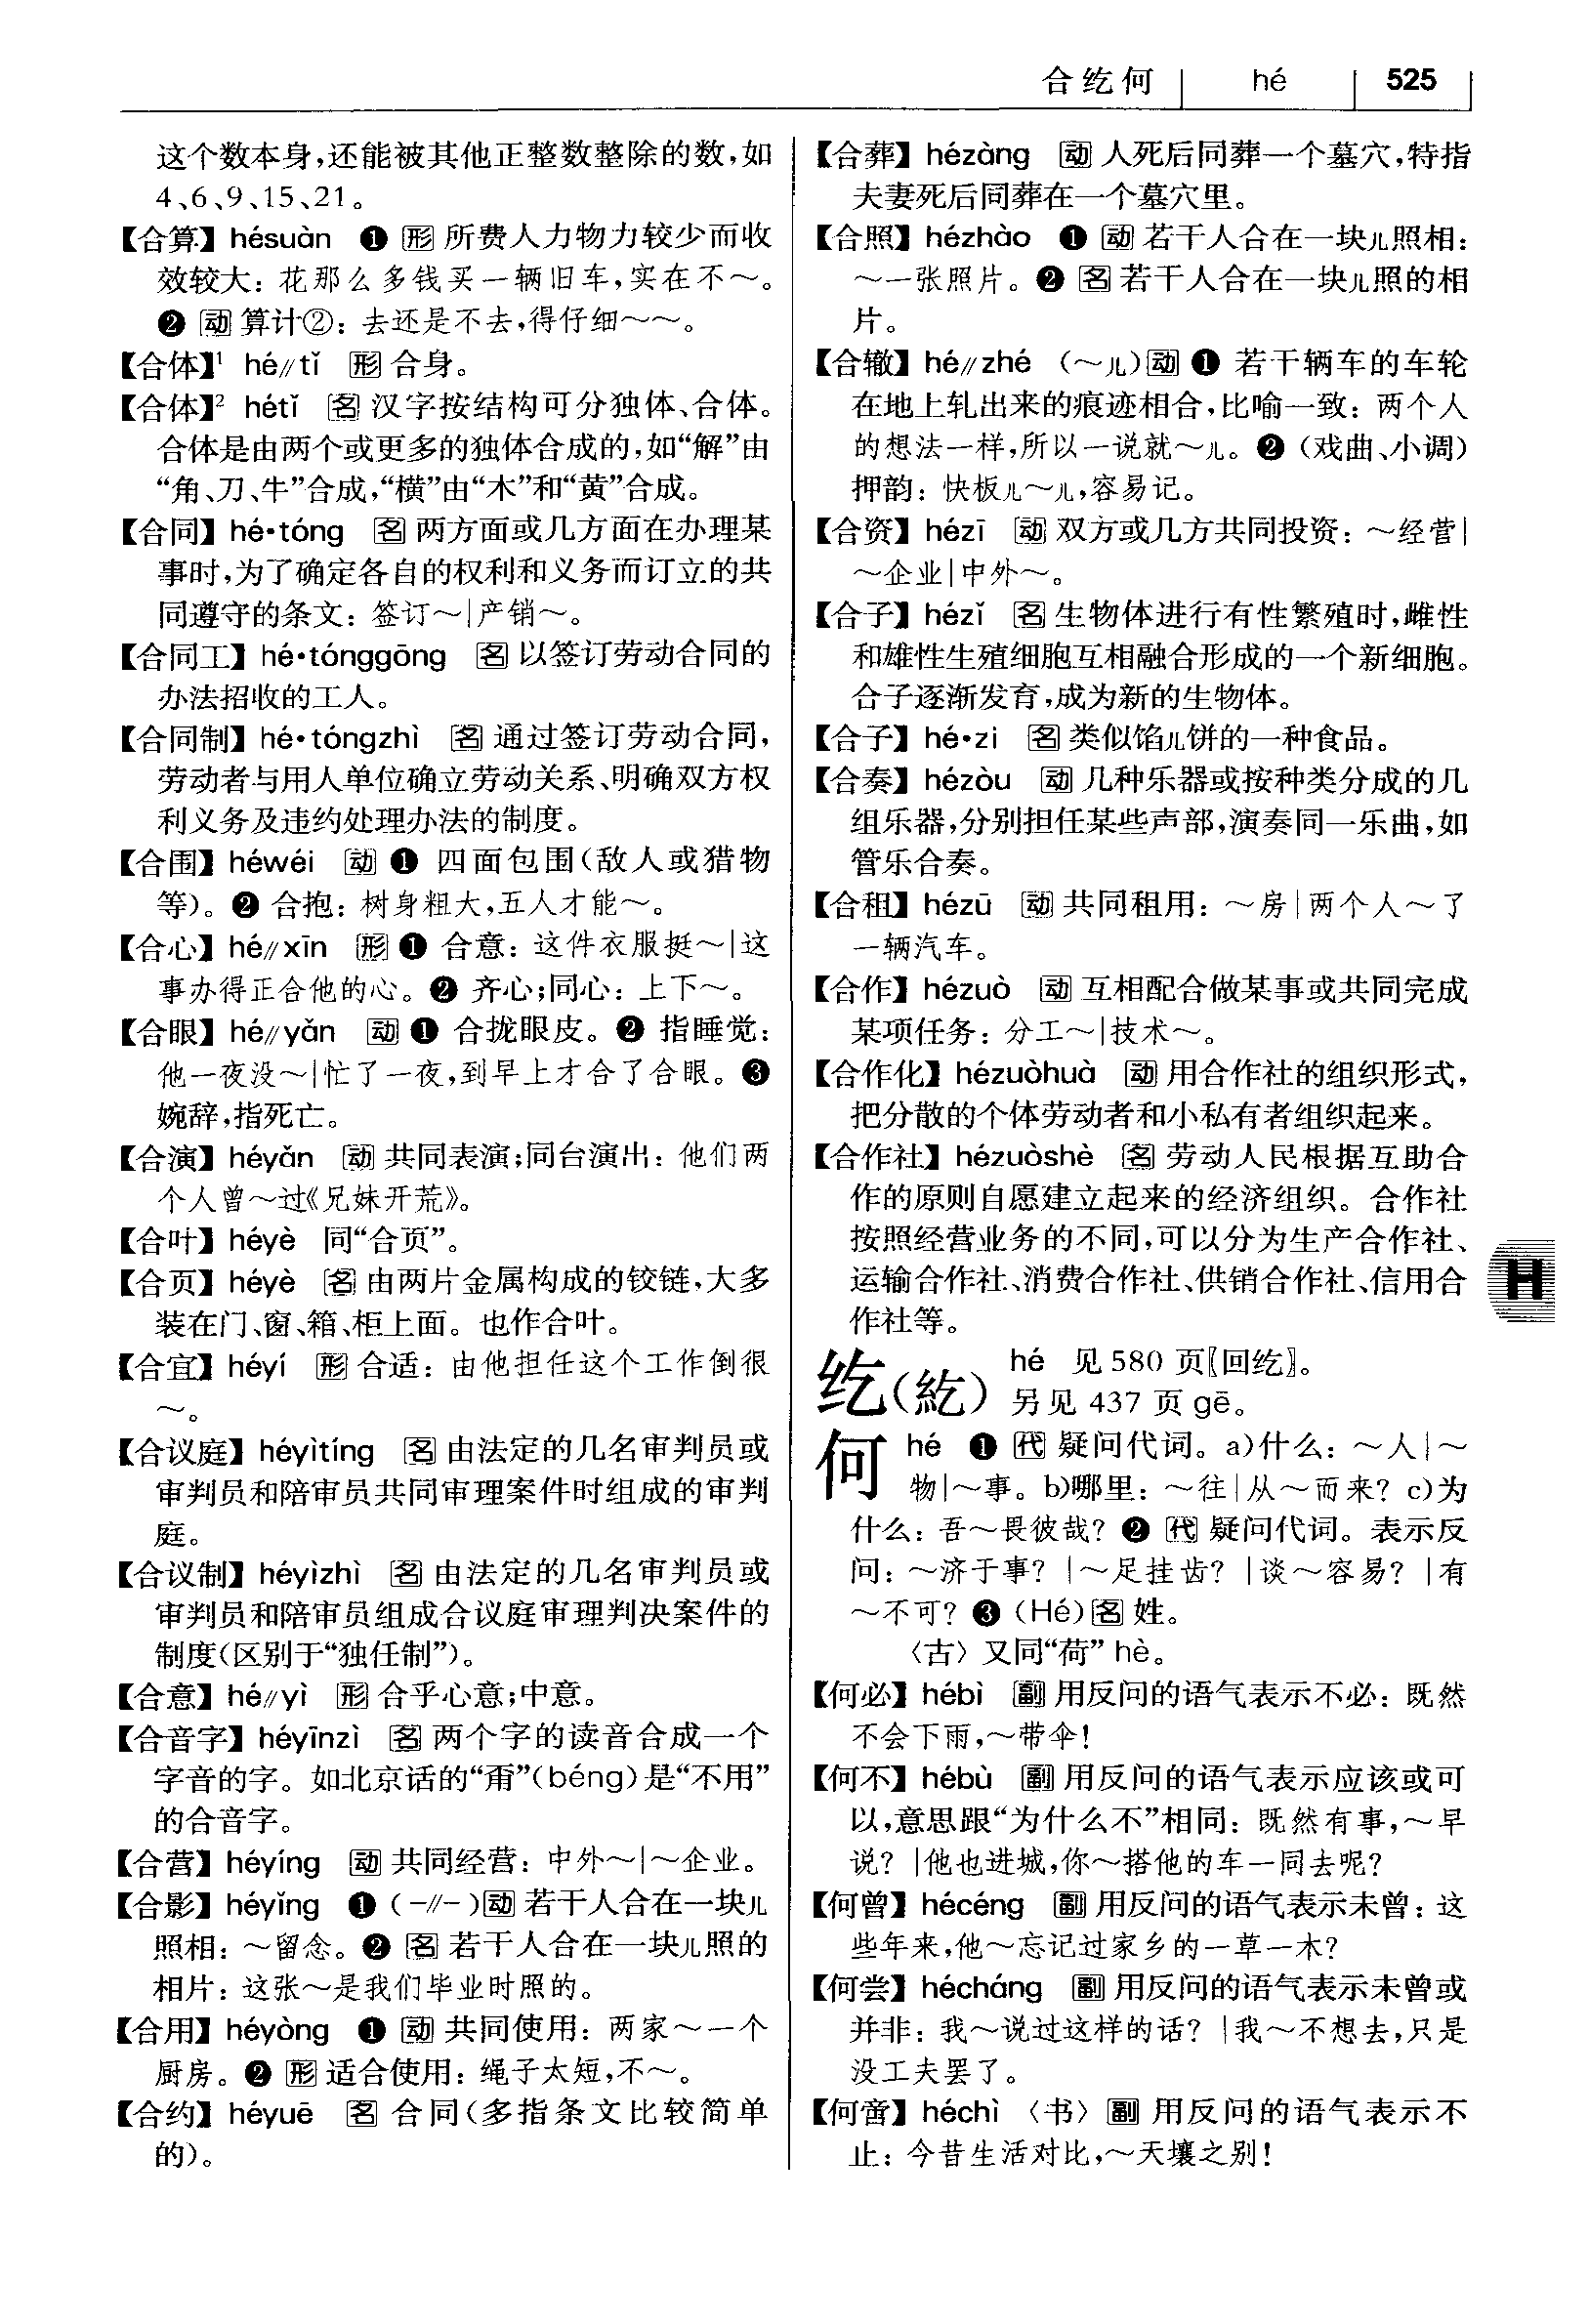 合纥何 hé 525
这个数本身,还能被其他正整数整除的数,如
4、6、9、15、21。
【合算】hésuàn ❶ 形 所费人力物力较少而收
效较大: 花那么多钱买一辆旧车,实在不～。
❷ 动 算计②: 去还是不去,得仔细～～。
【合体】¹ hé//tǐ 形 合身。
【合体】² hétǐ 名 汉字按结构可分独体、合体。
合体是由两个或更多的独体合成的,如“解”由
“角、刀、牛”合成,“横”由“木”和“黄”合成。
【合同】hé·tóng 名 两方面或几方面在办理某
事时,为了确定各自的权利和义务而订立的共
同遵守的条文: 签订～|产销～。
【合同工】hé·tónggōng 名 以签订劳动合同的
办法招收的工人。
【合同制】hé·tóngzhì 名 通过签订劳动合同,
劳动者与用人单位确立劳动关系、明确双方权
利义务及违约处理办法的制度。
【合围】héwéi 动 ❶ 四面包围(敌人或猎物
等)。❷ 合抱: 树身粗大,五人才能～。
【合心】hé//xīn 形 ❶ 合意: 这件衣服挺～|这
事办得正合他的心。❷ 齐心;同心: 上下～。
【合眼】hé//yǎn 动 ❶ 合拢眼皮。❷ 指睡觉:
他一夜没～|忙了一夜,到早上才合了合眼。❸
婉辞,指死亡。
【合演】héyǎn 动 共同表演;同台演出: 他们两
个人曾～过《兄妹开荒》。
【合叶】héyè 同“合页”。
【合页】héyè 名 由两片金属构成的铰链,大多
装在门、窗、箱、柜上面。也作合叶。
【合宜】héyí 形 合适: 由他担任这个工作倒很
～。
【合议庭】héyìtíng 名 由法定的几名审判员或
审判员和陪审员共同审理案件时组成的审判
庭。
【合议制】héyìzhì 名 由法定的几名审判员或
审判员和陪审员组成合议庭审理判决案件的
制度(区别于“独任制”)。
【合意】hé//yì 形 合乎心意;中意。
【合音字】héyīnzì 名 两个字的读音合成一个
字音的字。如北京话的“甭”(béng)是“不用”
的合音字。
【合营】héyíng 动 共同经营: 中外～|～企业。
【合影】héyǐng ❶ (-//-)动 若干人合在一块儿
照相: ～留念。❷ 名 若干人合在一块儿照的
相片: 这张～是我们毕业时照的。
【合用】héyòng ❶ 动 共同使用: 两家～一个
厨房。❷ 形 适合使用: 绳子太短,不～。
【合约】héyuē 名 合同(多指条文比较简单
的)。
【合葬】hézàng 动 人死后同葬一个墓穴,特指
夫妻死后同葬在一个墓穴里。
【合照】hézhào ❶ 动 若干人合在一块儿照相:
～一张照片。❷ 名 若干人合在一块儿照的相
片。
【合辙】hé//zhé (～儿)动 ❶ 若干辆车的车轮
在地上轧出来的痕迹相合,比喻一致: 两个人
的想法一样,所以一说就～儿。❷ (戏曲、小调)
押韵: 快板儿～儿,容易记。
【合资】hézī 动 双方或几方共同投资: ～经营|
～企业|中外～。
【合子】hézǐ 名 生物体进行有性繁殖时,雌性
和雄性生殖细胞互相融合形成的一个新细胞。
合子逐渐发育,成为新的生物体。
【合子】hé·zi 名 类似馅儿饼的一种食品。
【合奏】hézòu 动 几种乐器或按种类分成的几
组乐器,分别担任某些声部,演奏同一乐曲,如
管乐合奏。
【合租】hézū 动 共同租用: ～房|两个人～了
一辆汽车。
【合作】hézuò 动 互相配合做某事或共同完成
某项任务: 分工～|技术～。
【合作化】hézuòhuà 动 用合作社的组织形式,
把分散的个体劳动者和小私有者组织起来。
【合作社】hézuòshè 名 劳动人民根据互助合
作的原则自愿建立起来的经济组织。合作社
按照经营业务的不同,可以分为生产合作社、
运输合作社、消费合作社、供销合作社、信用合
作社等。
H
纥(紇) hé 见 580 页〖回纥〗。
另见 437 页 gē。
何 hé ❶ 代 疑问代词。a)什么: ～人|～
物|～事。b)哪里: ～往|从～而来? c)为
什么: 吾～畏彼哉? ❷ 代 疑问代词。表示反
问: ～济于事? |～足挂齿? |谈～容易? |有
～不可? ❸ (Hé)名 姓。
〈古〉又同“荷” hè。
【何必】hébì 副 用反问的语气表示不必: 既然
不会下雨,～带伞!
【何不】hébù 副 用反问的语气表示应该或可
以,意思跟“为什么不”相同: 既然有事,～早
说? |他也进城,你～搭他的车一同去呢?
【何曾】hécéng 副 用反问的语气表示未曾: 这
些年来,他～忘记过家乡的一草一木?
【何尝】hécháng 副 用反问的语气表示未曾或
并非: 我～说过这样的话? |我～不想去,只是
没工夫罢了。
【何啻】héchì 〈书〉副 用反问的语气表示不
止: 今昔生活对比,～天壤之别!